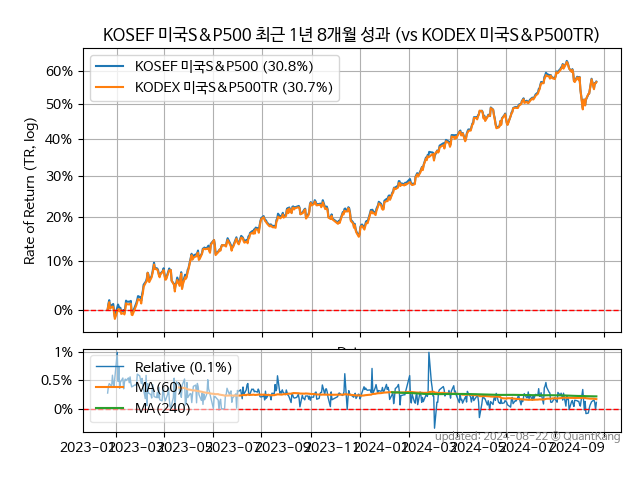 KOSEF 미국S&P500 최근 1년 8개월 성과 (vs KODEX 미국S&P500TR)
Rate of Return (TR, log)
60%
50%
40%
30%
20%
10%
0%
KOSEF 미국S&P500 (30.8%)
KODEX 미국S&P500TR (30.7%)
1%
0.5%
0%
Relative (0.1%)
MA(60)
MA(240)
updated: 2024-08-22 © QuantKang
2023-01 2023-03 2023-05 2023-07 2023-09 2023-11 2024-01 2024-03 2024-05 2024-07 2024-09